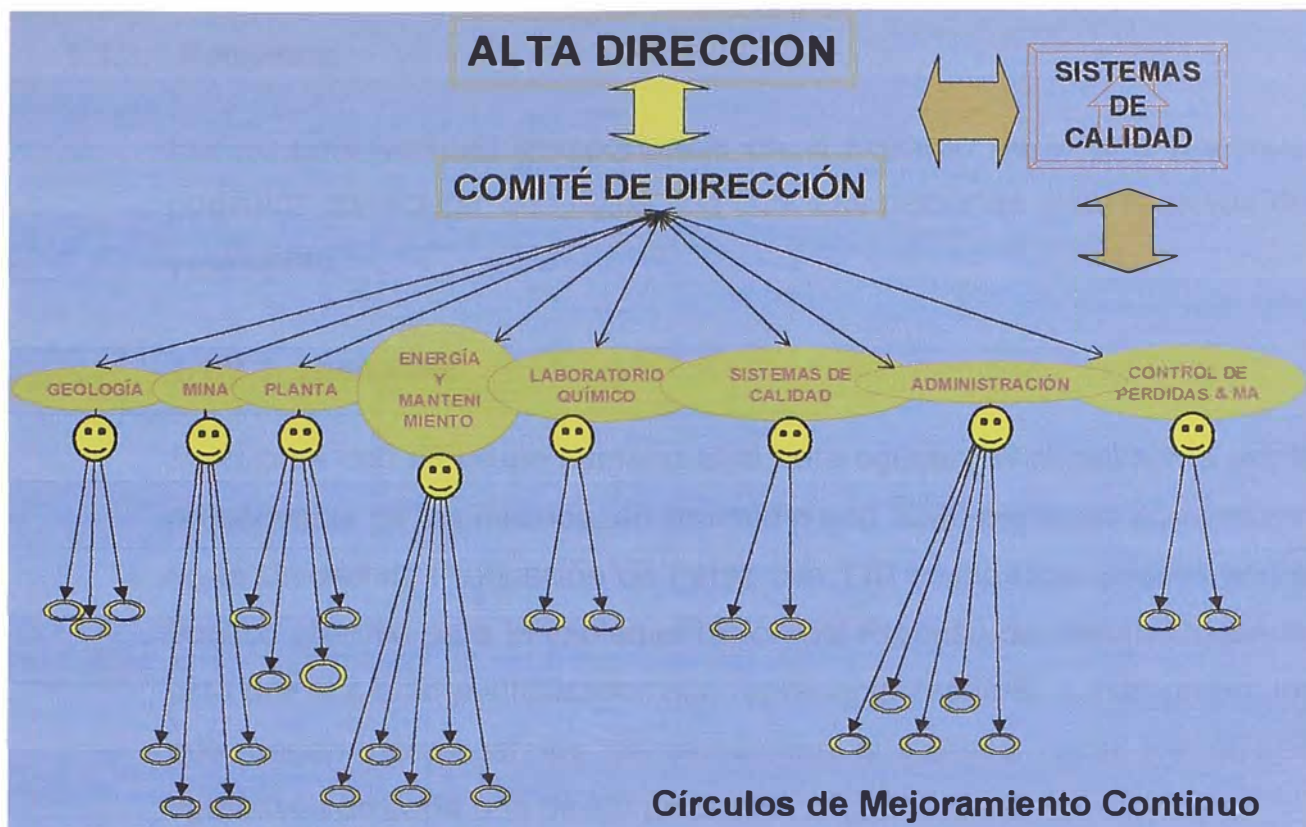 ALTA DIRECCION
SISTEMAS
DE
CALIDAD
COMITÉ DE DIRECCIÓN
GEOLOGÍA
MINA
PLANTA
ENERGÍA
Y
MANTENI
MIENTO
LABORATORIO
QUÍMICO
SISTEMAS DE
CALIDAD
ADMINISTRACIÓN
CONTROL DE
PERDIDAS & MA
Círculos de Mejoramiento Continuo